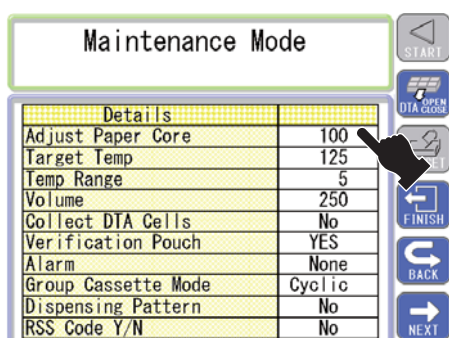 Maintenance Mode
START
DTA OPEN CLOSE
Details
Adjust Paper Core 100
Target Temp 125
Temp Range 5
Volume 250
Collect DTA Cells No
Verification Pouch YES
Alarm None
Group Cassette Mode Cyclic
Dispensing Pattern No
RSS Code Y/N No
FINISH
BACK
NEXT